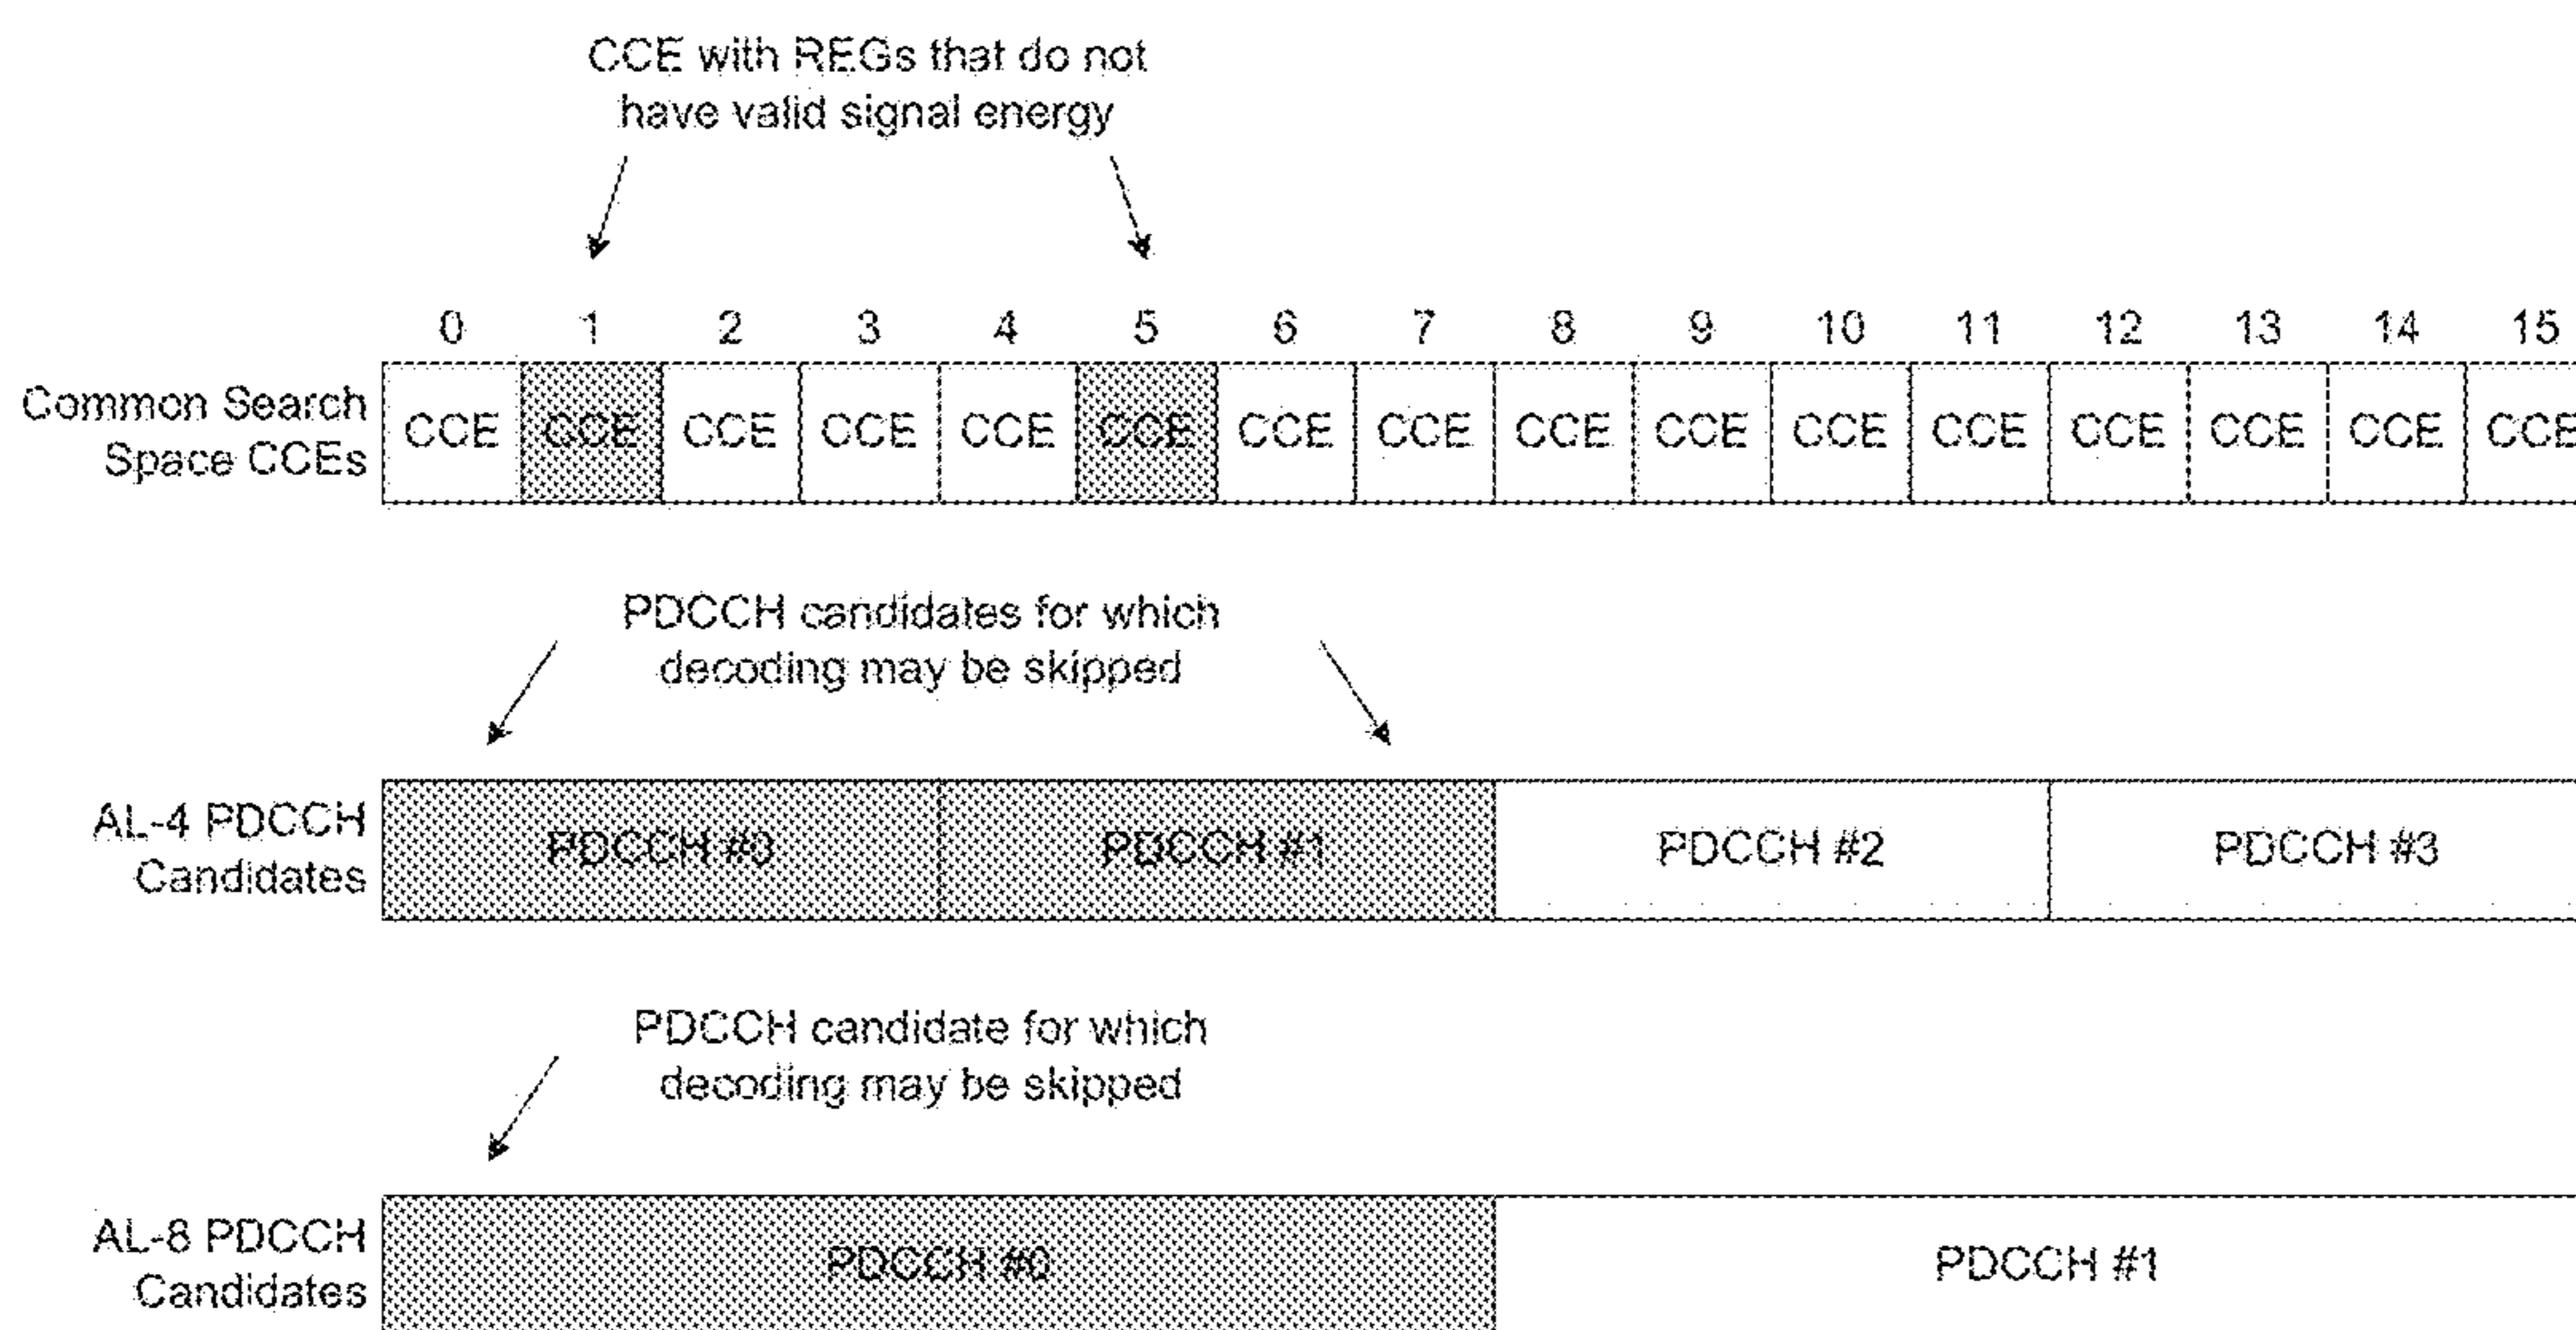 CCE with REGs that do not
have valid signal energy
0 1 2 3 4 5 6 7 8 9 10 11 12 13 14 15
Common Search
Space CCEs
CCE CCE CCE CCE CCE CCE CCE CCE CCE CCE CCE CCE CCE CCE CCE CCE
PDCCH candidates for which
decoding may be skipped
AL-4 PDCCH
Candidates
PDCCH #0 PDCCH #1 PDCCH #2 PDCCH #3
PDCCH candidate for which
decoding may be skipped
AL-8 PDCCH
Candidates
PDCCH #0 PDCCH #1